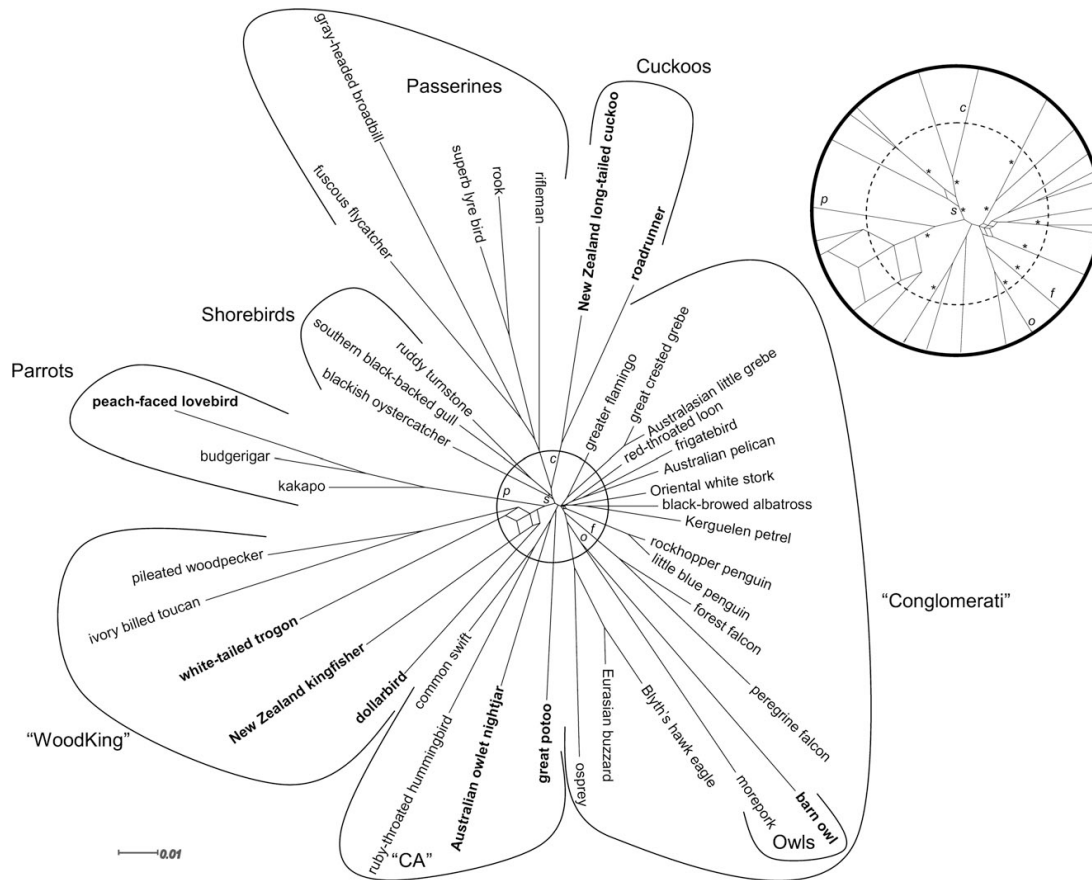 gray-headed broadbill
Passerines
Cuckoos
fuscous flycatcher
superb lyre bird
rook
rifleman
New Zealand long-tailed cuckoo
roadrunner
c
*
*
*
s
*
*
p
*
*
*
*
*
*
f
o
Shorebirds
ruddy turnstone
southern black-backed gull
blackish oystercatcher
Parrots
peach-faced lovebird
budgerigar
kakapo
greater flamingo
great crested grebe
Australasian little grebe
red-throated loon
frigatebird
Australian pelican
Oriental white stork
black-browed albatross
Kerguelen petrel
rockhopper penguin
little blue penguin
forest falcon
peregrine falcon
c
p
s
f
o
“Conglomerati”
pileated woodpecker
ivory billed toucan
white-tailed trogon
New Zealand kingfisher
dollarbird
“WoodKing”
common swift
ruby-throated hummingbird
Australian owlet nightjar
great potoo
“CA”
osprey
Eurasian buzzard
Blyth’s hawk eagle
morepork
barn owl
Owls
0.01